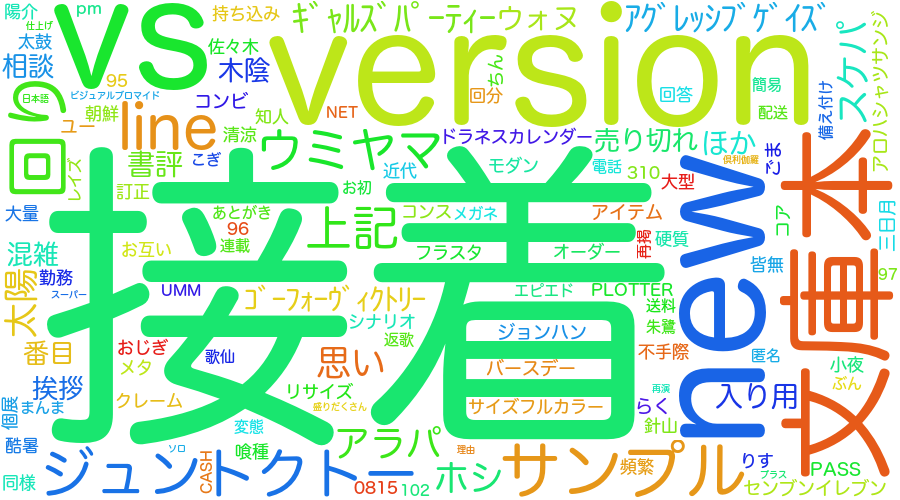 陽介
pm
持ち込み
ｷﾞｬﾙｽﾞﾊﾟｰﾃｨｰ
ウォヌ
ｱｸﾞﾚｯｼﾌﾞｹﾞｲｽﾞ
仕上げ
太鼓
vs
version
佐々木
相談
木陰
ちん
スケパ
アロハシャツサンジ
日本語
95
ビジュアルブロマイド
コンビ
回分
回答
簡易
備え付け
り
朝鮮
知人
NET
配送
ユー
line
清涼
ウミヤマ
ドラネスカレンダー
売り切れ
ほか
回
書評
こぎ
近代
モダン
電話
倶利伽羅
ごま
レイズ
訂正
お初
310
大型
new
文庫本
接着
大量
あとがき
上記
コンス
メガネ
アイテム
コア
三日月
96
連載
再掲
硬質
混雑
お互い
フラスタ
オーダー
皆無
97
太陽
勤務
スーパー
UMM
ｺﾞｰﾌｫｰｳﾞｨｸﾄﾘｰ
エピエド
PLOTTER
送料
シナリオ
朱鷺
番目
おじぎ
歌仙
返歌
ジョンハン
不手際
匿名
メタ
思い
バースデー
小夜
ぶん
挨拶
リサイズ
再演
入り用
個展
まんま
クレーム
盛りだくさん
サイズフルカラー
らく
酷暑
変態
アラパ
針山
喰種
ソロ
理由
サンプル
頻繁
りす
PASS
同様
ジュントクトー
CASH
0815
102
ホシ
プラス
センブンイレブン